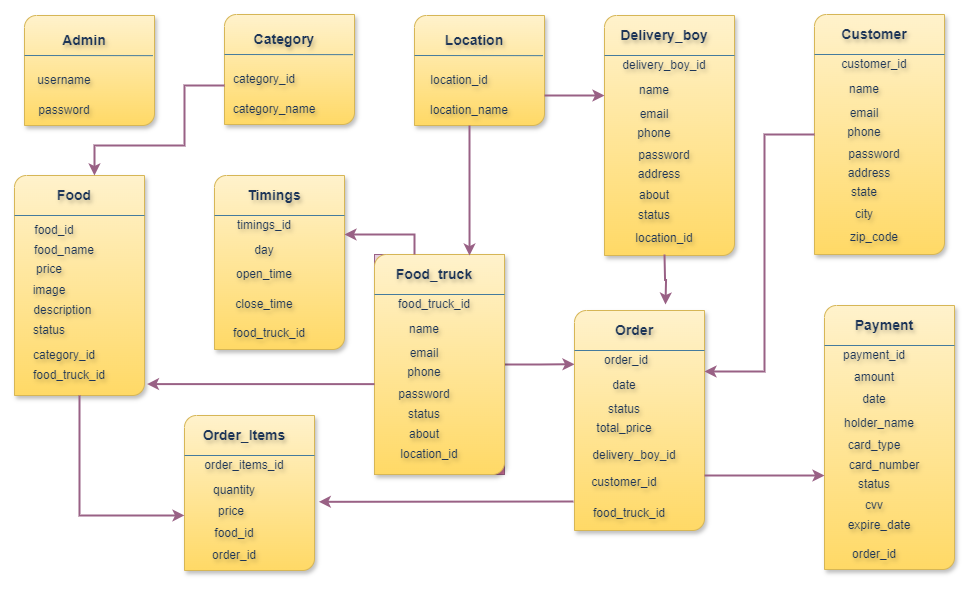 Admin
username
password
Category
category_id
category_name
Location
location_id
location_name
Delivery_boy
delivery_boy_id
name
email
phone
password
address
about
status
location_id
Customer
customer_id
name
email
phone
password
address
state
city
zip_code
Food
food_id
food_name
price
image
description
status
category_id
food_truck_id
Timings
timings_id
day
open_time
close_time
food_truck_id
Food_truck
food_truck_id
name
email
phone
password
status
about
location_id
Order
order_id
date
status
total_price
delivery_boy_id
customer_id
food_truck_id
Payment
payment_id
amount
date
holder_name
card_type
card_number
status
cvv
expire_date
order_id
Order_Items
order_items_id
quantity
price
food_id
order_id